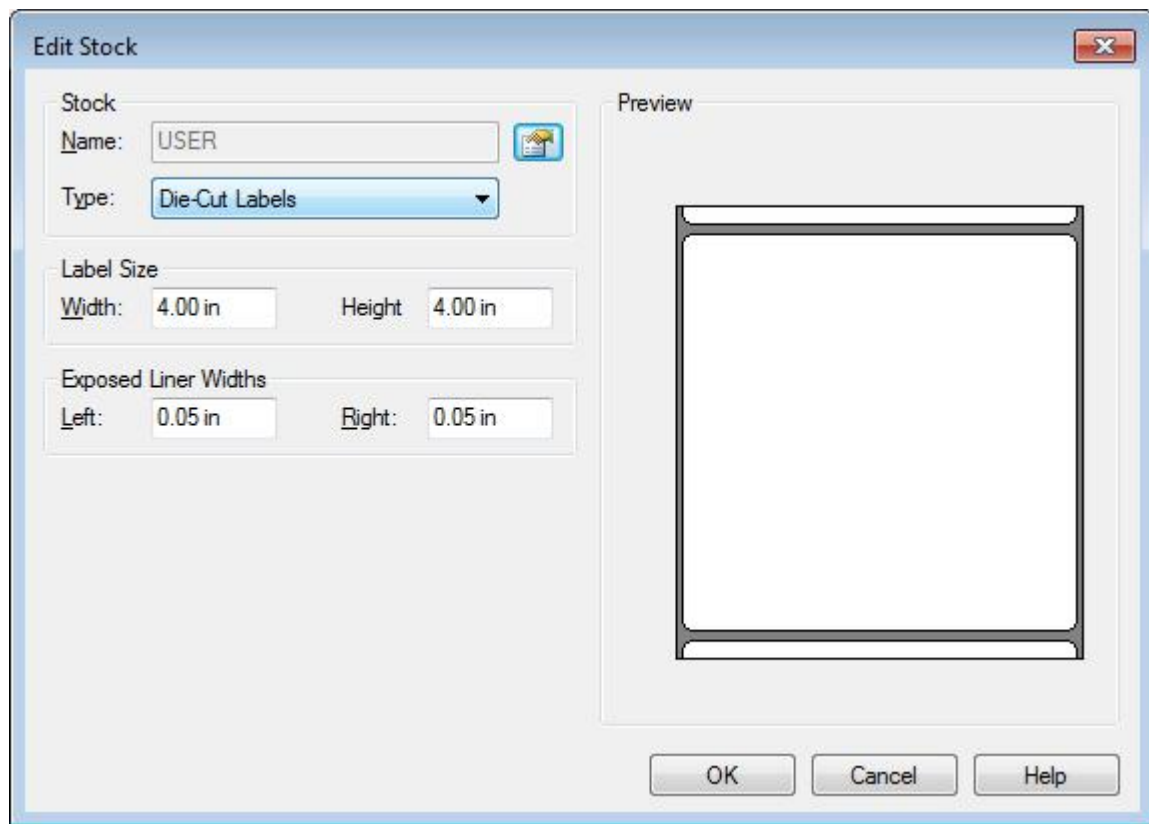 Edit Stock
Stock
Name: USER
Type: Die-Cut Labels
Label Size
Width: 4.00 in Height 4.00 in
Exposed Liner Widths
Left: 0.05 in Right: 0.05 in
Preview
OK Cancel Help